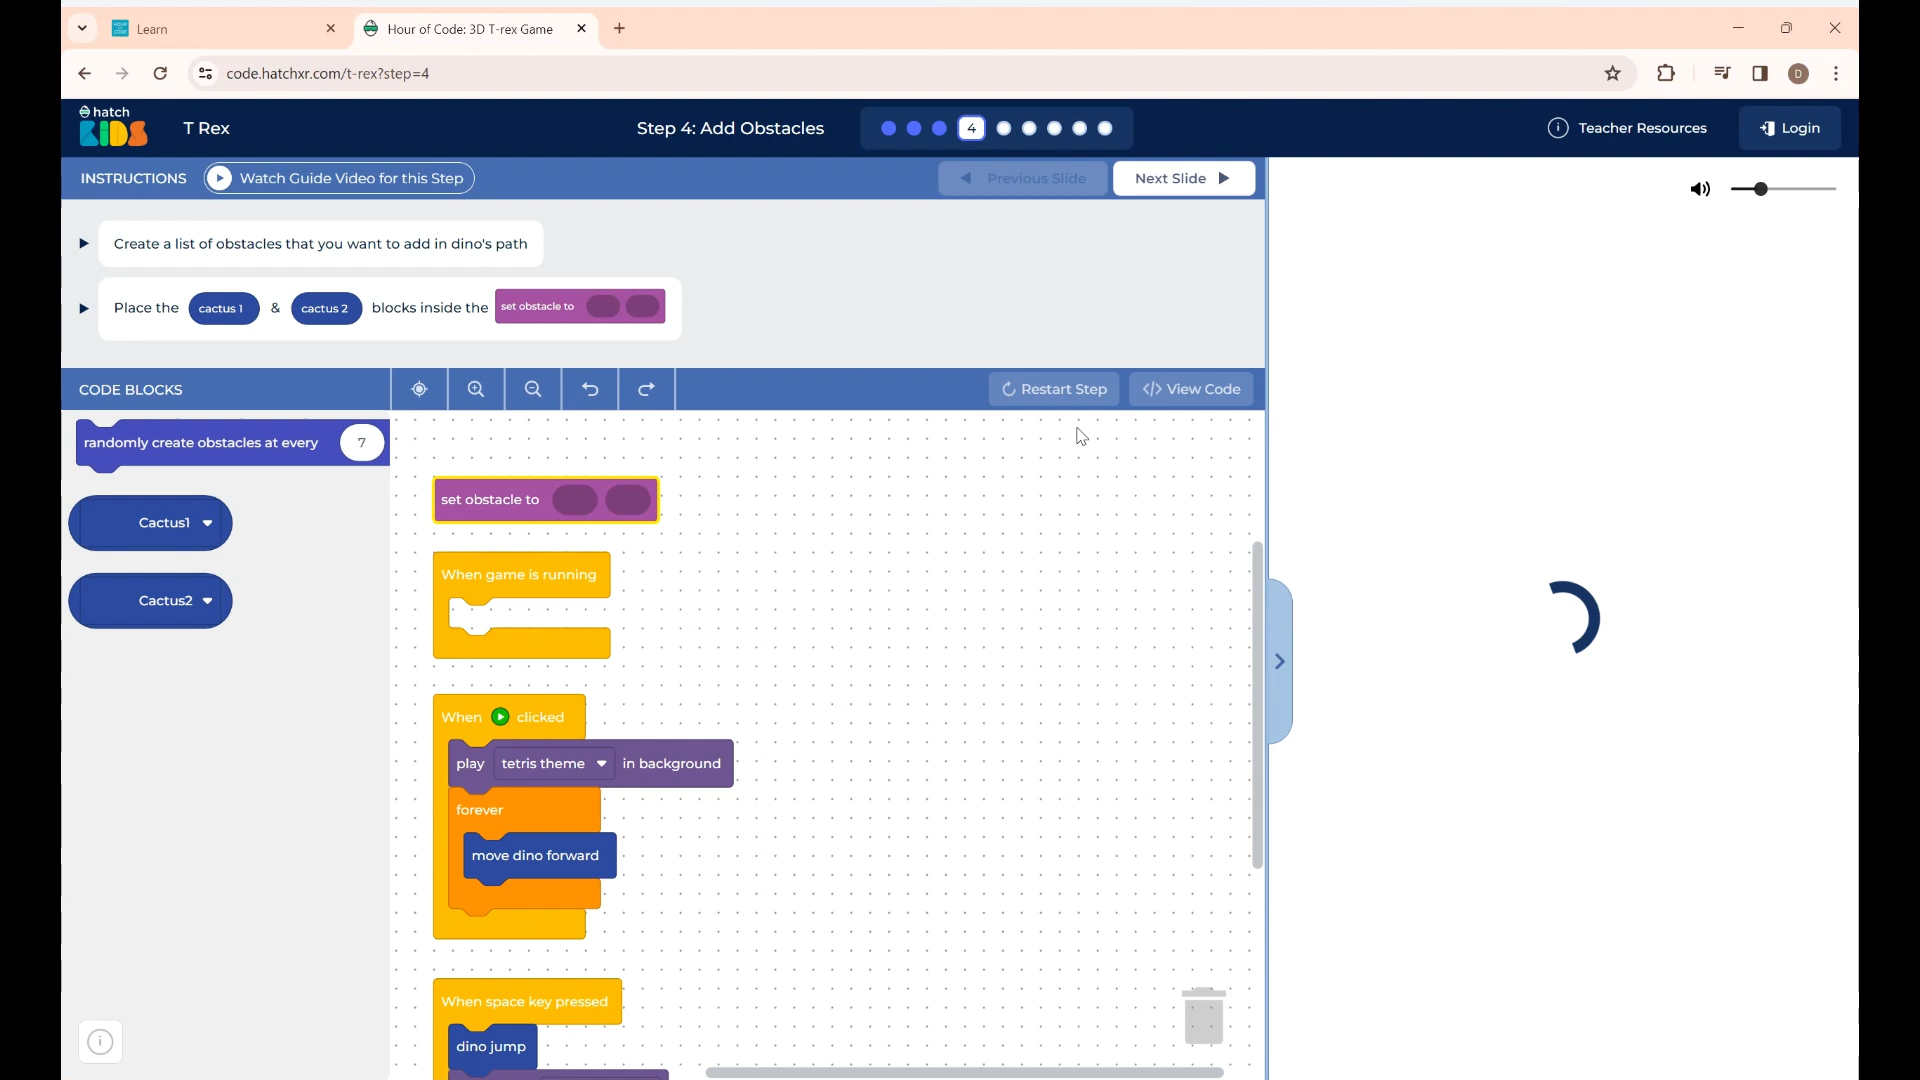 Learn
Hour of Code: 3D T-rex Game
code.hatchxr.com/t-rex?step=4
D
hatch
KIDS
T Rex
Step 4: Add Obstacles
4
Teacher Resources
Login
INSTRUCTIONS
Watch Guide Video for this Step
Previous Slide
Next Slide
Create a list of obstacles that you want to add in dino's path
Place the cactus 1 & cactus 2 blocks inside the set obstacle to
CODE BLOCKS
Restart Step
</> View Code
randomly create obstacles at every 7
Cactus1
Cactus2
set obstacle to
When game is running
When clicked
play tetris theme in background
forever
move dino forward
When space key pressed
dino jump